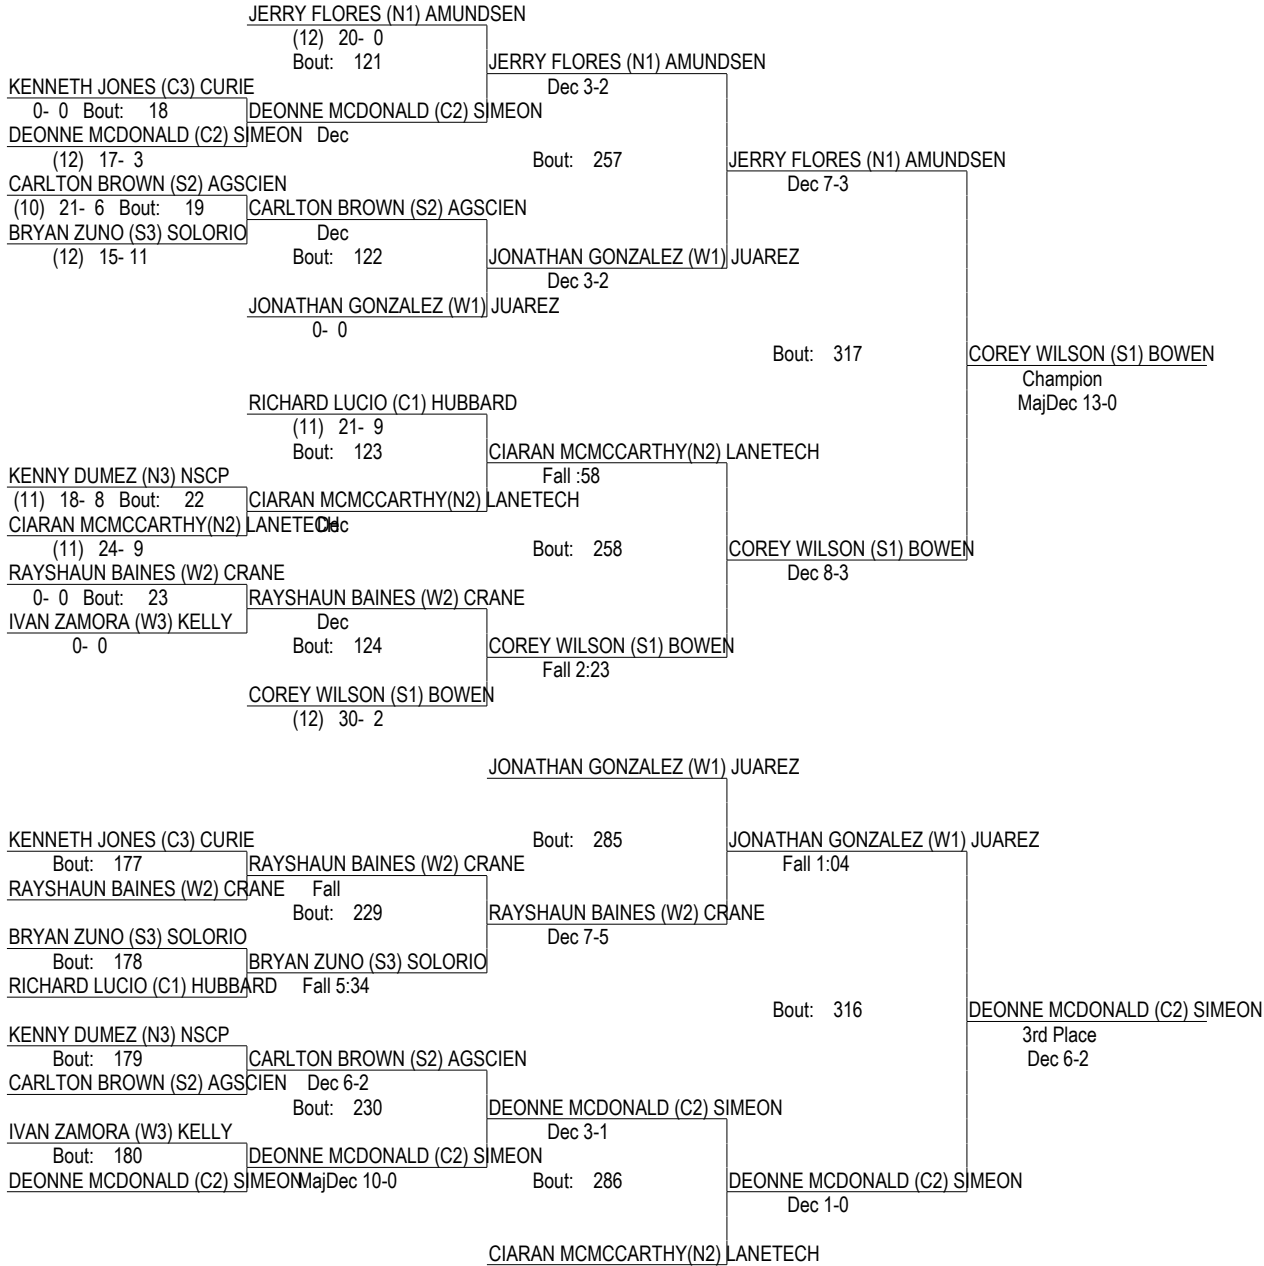 JERRY FLORES (N1) AMUNDSEN
(12) 20- 0
Bout: 121
JERRY FLORES (N1) AMUNDSEN
Dec 3-2
KENNETH JONES (C3) CURIE
0- 0 Bout: 18
DEONNE MCDONALD (C2) SIMEON
DEONNE MCDONALD (C2) SIMEON Dec
(12) 17- 3
Bout: 257
JERRY FLORES (N1) AMUNDSEN
Dec 7-3
CARLTON BROWN (S2) AGSCIEN
(10) 21- 6 Bout: 19
CARLTON BROWN (S2) AGSCIEN
BRYAN ZUNO (S3) SOLORIO
Dec
(12) 15- 11
Bout: 122
JONATHAN GONZALEZ (W1) JUAREZ
Dec 3-2
JONATHAN GONZALEZ (W1) JUAREZ
0- 0
Bout: 317
COREY WILSON (S1) BOWEN
Champion
MajDec 13-0
RICHARD LUCIO (C1) HUBBARD
(11) 21- 9
Bout: 123
CIARAN MCMCCARTHY(N2) LANETECH
Fall :58
KENNY DUMEZ (N3) NSCP
(11) 18- 8 Bout: 22
CIARAN MCMCCARTHY(N2) LANETECH
CIARAN MCMCCARTHY(N2) LANETECH Dec
(11) 24- 9
Bout: 258
COREY WILSON (S1) BOWEN
Dec 8-3
RAYSHAUN BAINES (W2) CRANE
0- 0 Bout: 23
RAYSHAUN BAINES (W2) CRANE
IVAN ZAMORA (W3) KELLY
Dec
0- 0
Bout: 124
COREY WILSON (S1) BOWEN
Fall 2:23
COREY WILSON (S1) BOWEN
(12) 30- 2
JONATHAN GONZALEZ (W1) JUAREZ
KENNETH JONES (C3) CURIE
Bout: 285
JONATHAN GONZALEZ (W1) JUAREZ
Fall 1:04
Bout: 177
RAYSHAUN BAINES (W2) CRANE
RAYSHAUN BAINES (W2) CRANE Fall
Bout: 229
RAYSHAUN BAINES (W2) CRANE
Dec 7-5
BRYAN ZUNO (S3) SOLORIO
Bout: 178
BRYAN ZUNO (S3) SOLORIO
RICHARD LUCIO (C1) HUBBARD Fall 5:34
Bout: 316
DEONNE MCDONALD (C2) SIMEON
3rd Place
Dec 6-2
KENNY DUMEZ (N3) NSCP
Bout: 179
CARLTON BROWN (S2) AGSCIEN
CARLTON BROWN (S2) AGSCIEN Dec 6-2
Bout: 230
DEONNE MCDONALD (C2) SIMEON
Dec 3-1
IVAN ZAMORA (W3) KELLY
Bout: 180
DEONNE MCDONALD (C2) SIMEON
DEONNE MCDONALD (C2) SIMEON MajDec 10-0
Bout: 286
DEONNE MCDONALD (C2) SIMEON
Dec 1-0
CIARAN MCMCCARTHY(N2) LANETECH